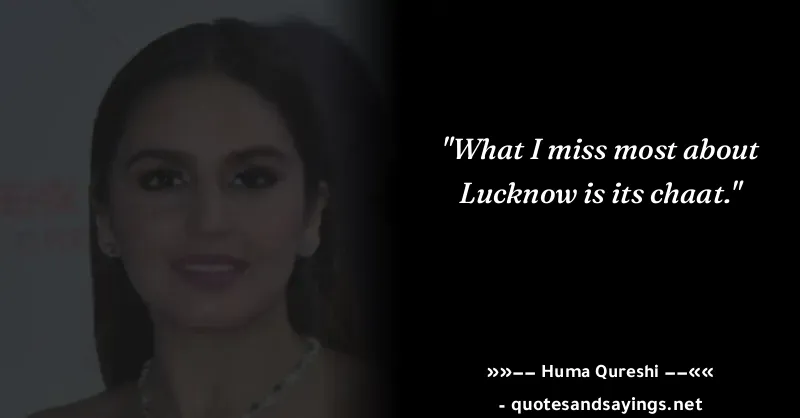 "What I miss most about
Lucknow is its chaat."
»»–– Huma Qureshi ––««
- quotesandsayings.net